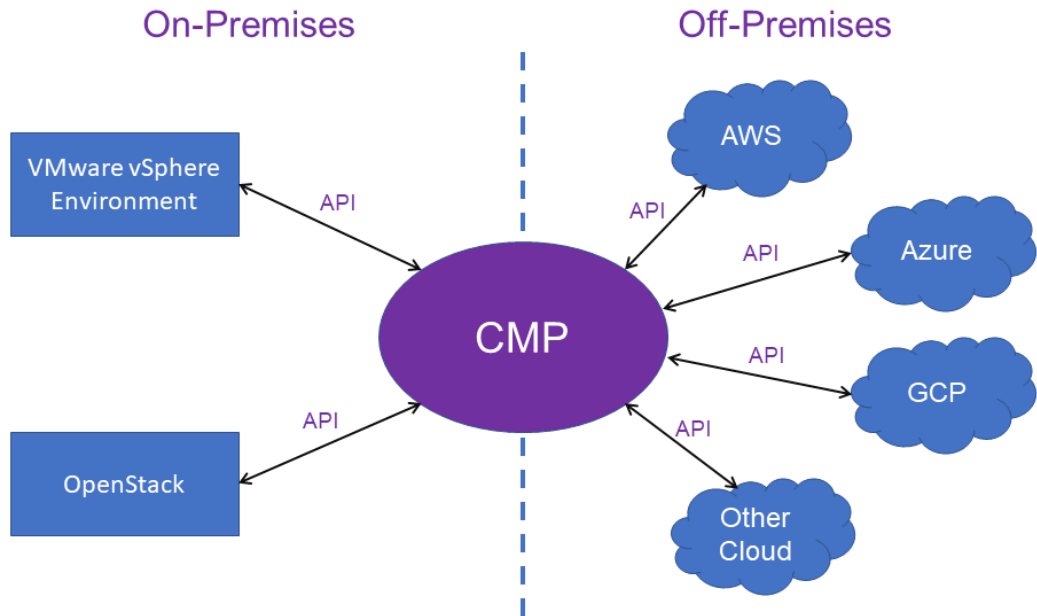 On-Premises
Off-Premises
VMware vSphere
Environment
API
API
AWS
API
Azure
CMP
API
GCP
API
OpenStack
API
Other
Cloud